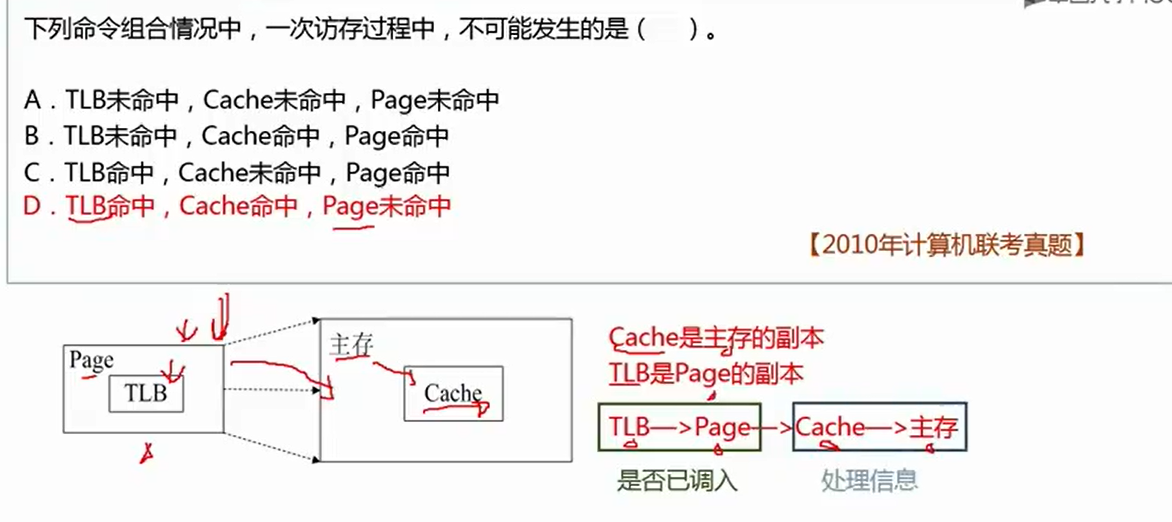 下列命令组合情况中，一次访存过程中，不可能发生的是（　　）。
A．TLB未命中，Cache未命中，Page未命中
B．TLB未命中，Cache命中，Page命中
C．TLB命中，Cache未命中，Page命中
D．TLB命中，Cache命中，Page未命中
【2010年计算机联考真题】
Page
TLB
主存
Cache
Cache是主存的副本
TLB是Page的副本
TLB—>Page—>Cache—>主存
是否已调入
处理信息